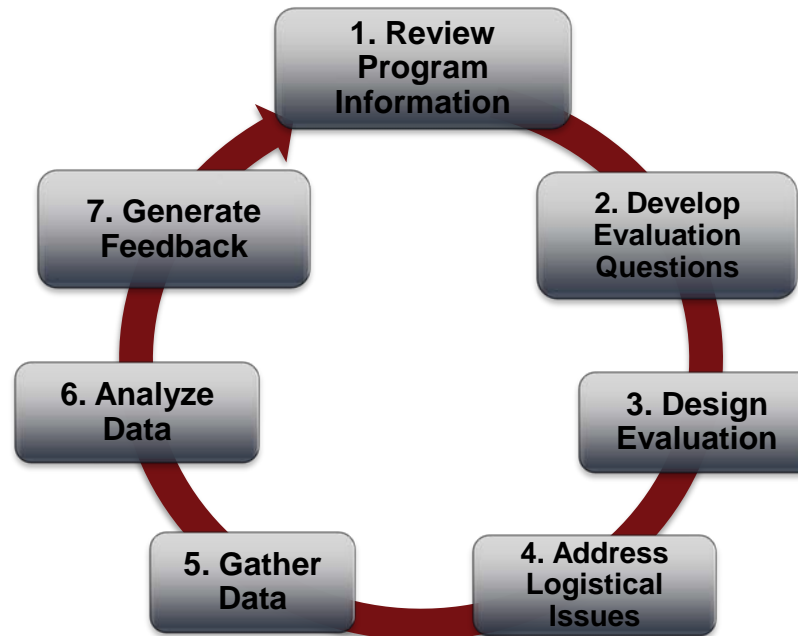 1. Review
Program
Information
2. Develop
Evaluation
Questions
3. Design
Evaluation
4. Address
Logistical
Issues
5. Gather
Data
6. Analyze
Data
7. Generate
Feedback